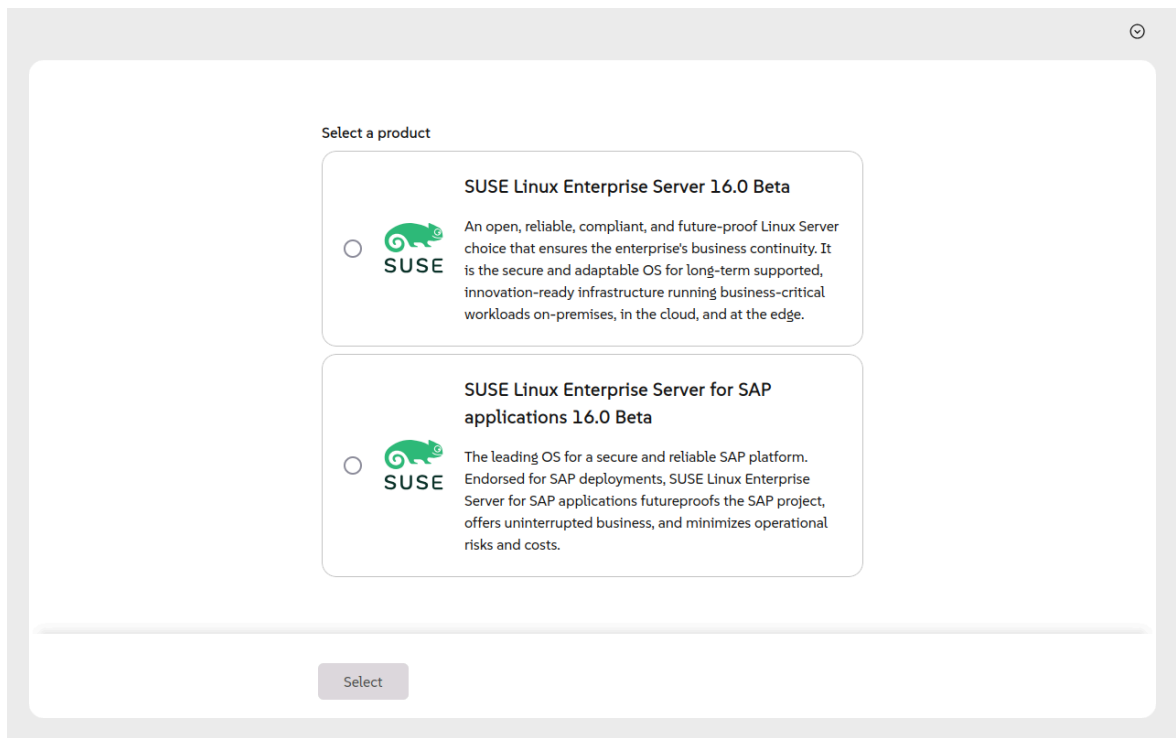 Select a product
SUSE Linux Enterprise Server 16.0 Beta
An open, reliable, compliant, and future-proof Linux Server
choice that ensures the enterprise's business continuity. It
is the secure and adaptable OS for long-term supported,
innovation-ready infrastructure running business-critical
workloads on-premises, in the cloud, and at the edge.
SUSE
SUSE Linux Enterprise Server for SAP
applications 16.0 Beta
The leading OS for a secure and reliable SAP platform.
Endorsed for SAP deployments, SUSE Linux Enterprise
Server for SAP applications futureproofs the SAP project,
offers uninterrupted business, and minimizes operational
risks and costs.
SUSE
Select